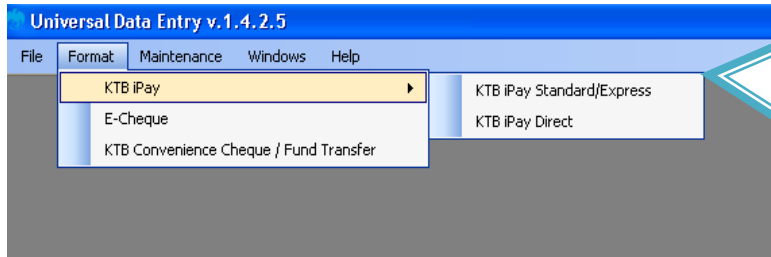 Universal Data Entry v.1.4.2.5
File Format Maintenance Windows Help
KTB iPay KTB iPay Standard/Express
E-Cheque KTB iPay Direct
KTB Convenience Cheque / Fund Transfer